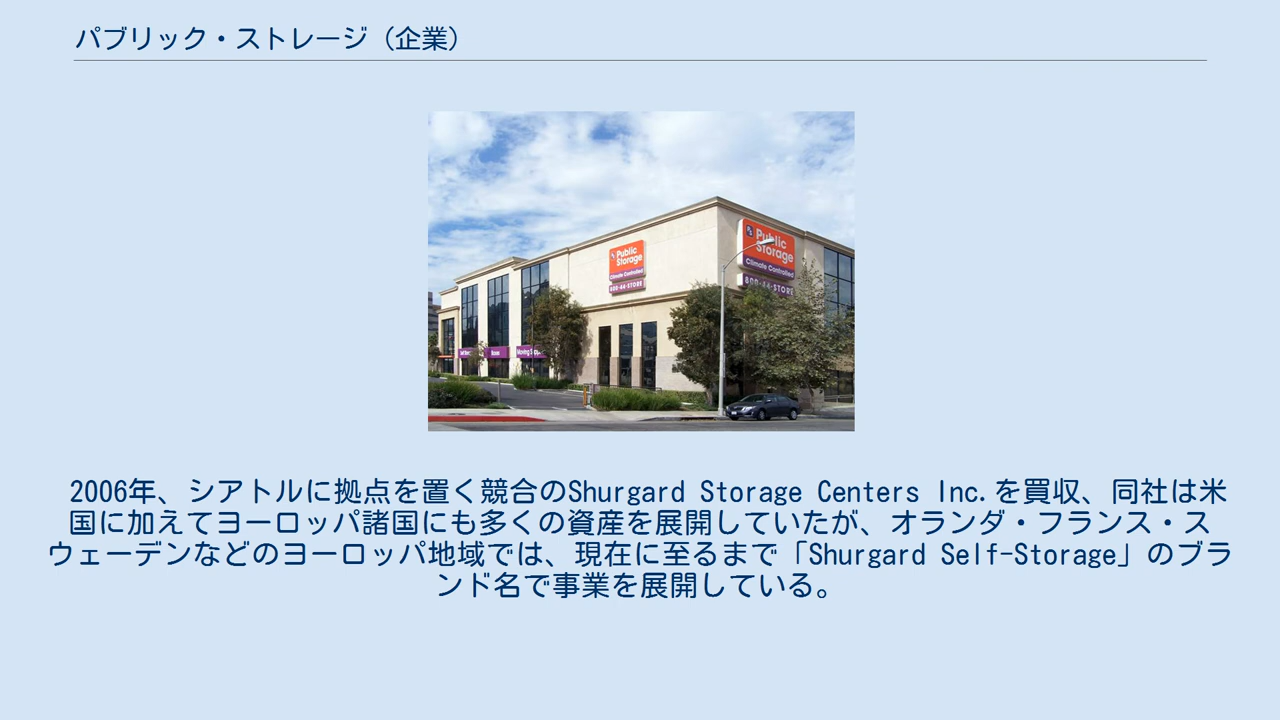 パブリック・ストレージ（企業）
Public
Storage
Climate Controlled
800-44-STORE
Public
Storage
Climate Controlled
800-44-STORE
Boxes
2006年、シアトルに拠点を置く競合のShurgard Storage Centers Inc.を買収、同社は米
国に加えてヨーロッパ諸国にも多くの資産を展開していたが、オランダ・フランス・ス
ウェーデンなどのヨーロッパ地域では、現在に至るまで「Shurgard Self-Storage」のブラ
ンド名で事業を展開している。